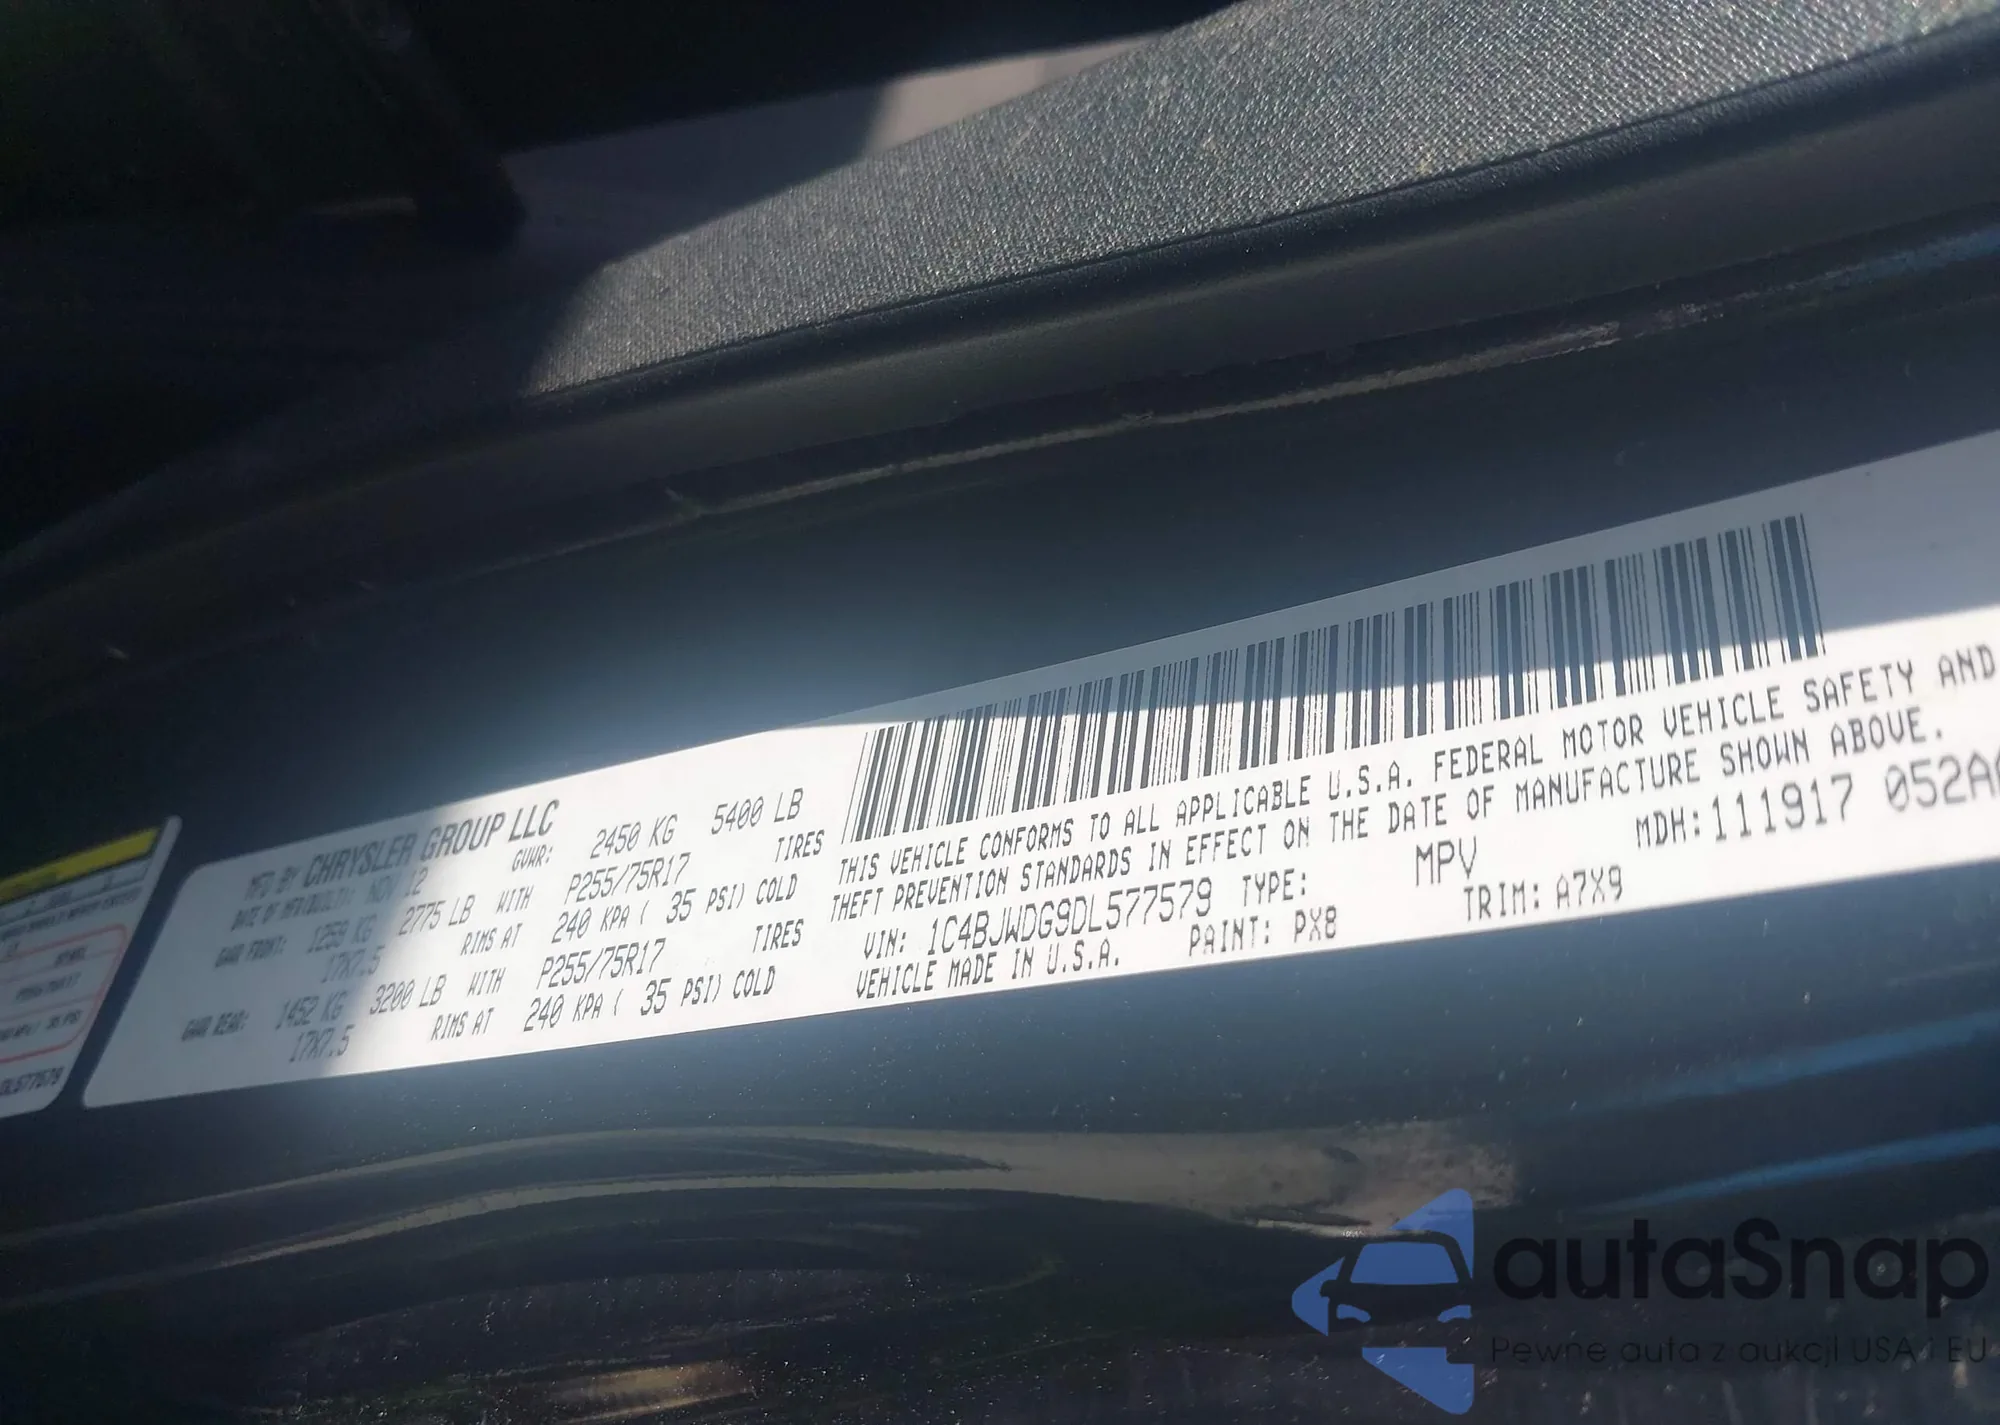 MFD BY CHRYSLER GROUP LLC
DATE OF MFR NOV 12 GVWR: 2450 KG 5400 LB
GAWR FRONT: 1259 KG 2775 LB WITH P255/75R17 TIRES
17X7.5 RIMS AT 240 KPA ( 35 PSI) COLD
GAWR REAR: 1452 KG 3200 LB WITH P255/75R17 TIRES
17X7.5 RIMS AT 240 KPA ( 35 PSI) COLD
THIS VEHICLE CONFORMS TO ALL APPLICABLE U.S.A. FEDERAL MOTOR VEHICLE SAFETY AND
THEFT PREVENTION STANDARDS IN EFFECT ON THE DATE OF MANUFACTURE SHOWN ABOVE.
VIN: 1C4BJWDG9DL577579 TYPE: MPV MDH:111917 052AA
VEHICLE MADE IN U.S.A. PAINT: PX8 TRIM: A7X9
DL577579
autaSnap
Pewne auta z aukcji USA i EU